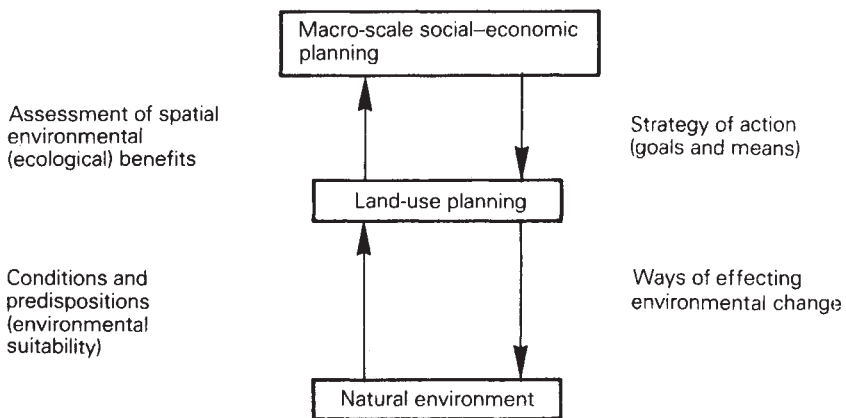 Macro-scale social–economic
planning
Assessment of spatial
environmental
(ecological) benefits
Strategy of action
(goals and means)
Land-use planning
Conditions and
predispositions
(environmental
suitability)
Ways of effecting
environmental change
Natural environment